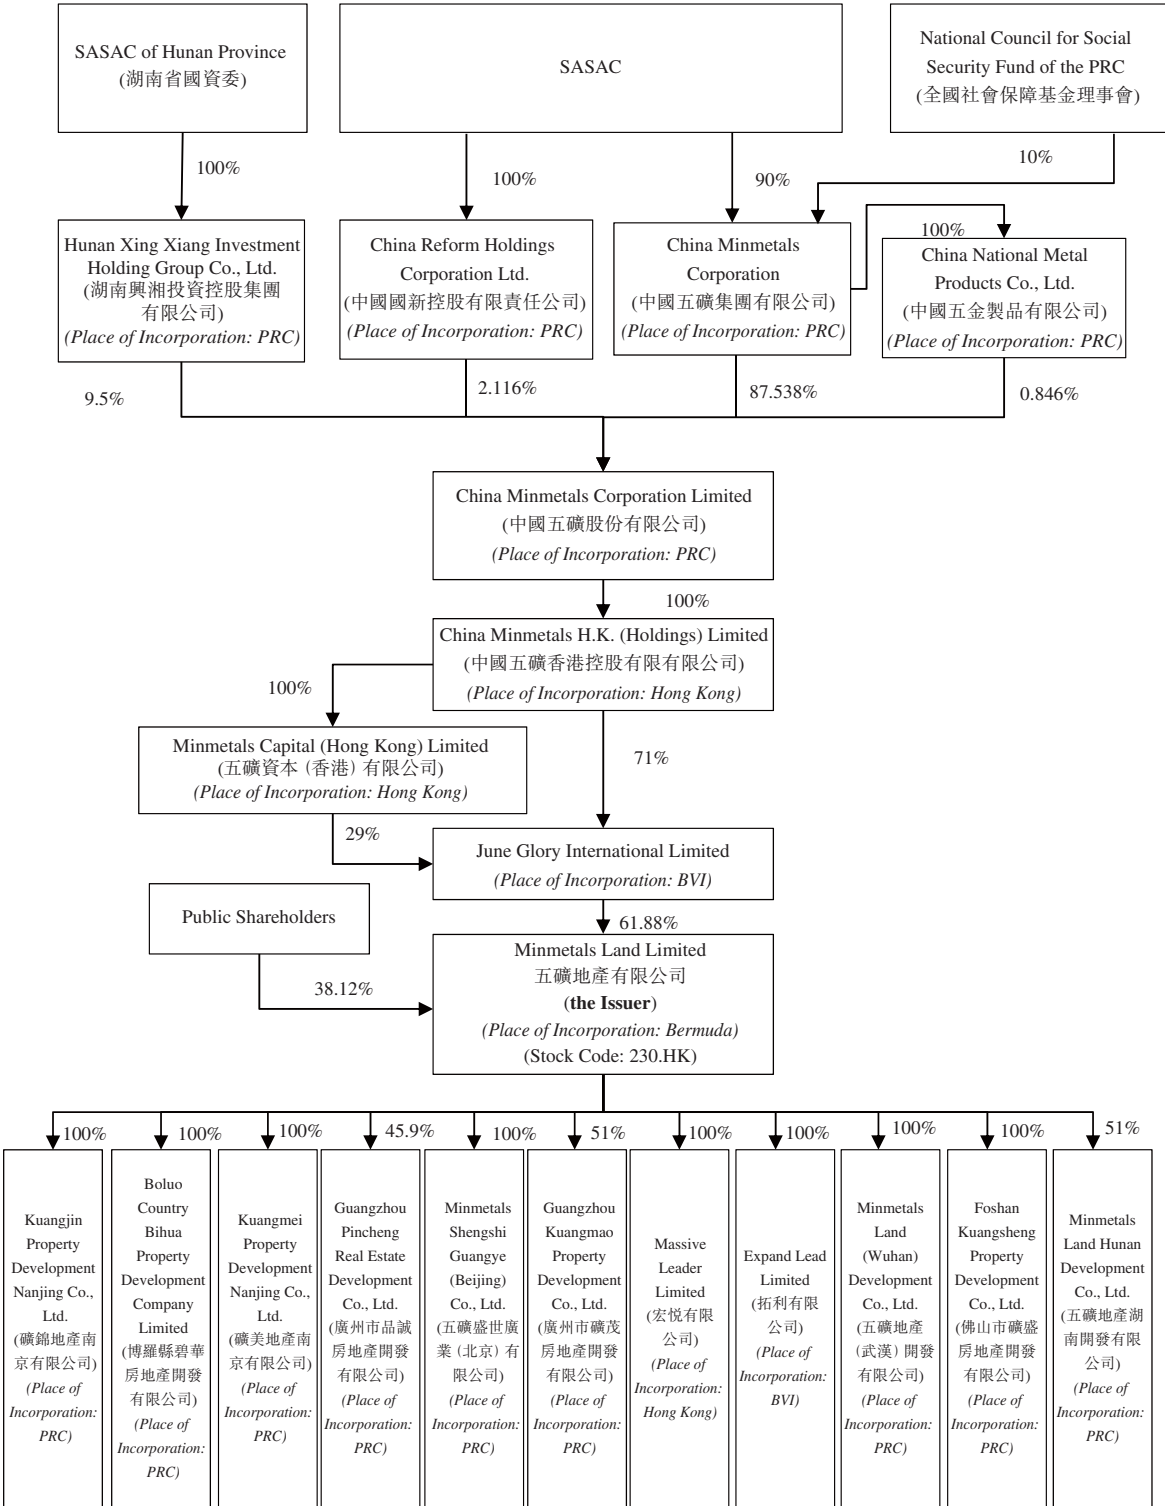 SASAC of Hunan Province
(湖南省國資委)
SASAC
National Council for Social
Security Fund of the PRC
(全國社會保障基金理事會)
100%
100%
90%
10%
Hunan Xing Xiang Investment
Holding Group Co., Ltd.
(湖南興湘投資控股集團
有限公司)
(Place of Incorporation: PRC)
China Reform Holdings
Corporation Ltd.
(中國國新控股有限責任公司)
(Place of Incorporation: PRC)
China Minmetals
Corporation
(中國五礦集團有限公司)
(Place of Incorporation: PRC)
100%
China National Metal
Products Co., Ltd.
(中國五金製品有限公司)
(Place of Incorporation: PRC)
9.5%
2.116%
87.538%
0.846%
China Minmetals Corporation Limited
(中國五礦股份有限公司)
(Place of Incorporation: PRC)
100%
China Minmetals H.K. (Holdings) Limited
(中國五礦香港控股有限有限公司)
(Place of Incorporation: Hong Kong)
100%
Minmetals Capital (Hong Kong) Limited
(五礦資本（香港）有限公司)
(Place of Incorporation: Hong Kong)
71%
29%
June Glory International Limited
(Place of Incorporation: BVI)
Public Shareholders
61.88%
38.12%
Minmetals Land Limited
五礦地產有限公司
(the Issuer)
(Place of Incorporation: Bermuda)
(Stock Code: 230.HK)
100%
100%
100%
45.9%
100%
51%
100%
100%
100%
100%
51%
Kuangjin
Property
Development
Nanjing Co.,
Ltd.
(礦錦地產南
京有限公司)
(Place of
Incorporation:
PRC)
Boluo
Country
Bihua
Property
Development
Company
Limited
(博羅縣碧華
房地產開發
有限公司)
(Place of
Incorporation:
PRC)
Kuangmei
Property
Development
Nanjing Co.,
Ltd.
(礦美地產南
京有限公司)
(Place of
Incorporation:
PRC)
Guangzhou
Pincheng
Real Estate
Development
Co., Ltd.
(廣州市品誠
房地產開發
有限公司)
(Place of
Incorporation:
PRC)
Minmetals
Shengshi
Guangye
(Beijing)
Co., Ltd.
(五礦盛世廣
業（北京）有
限公司)
(Place of
Incorporation:
PRC)
Guangzhou
Kuangmao
Property
Development
Co., Ltd.
(廣州市礦茂
房地產開發
有限公司)
(Place of
Incorporation:
PRC)
Massive
Leader
Limited
(宏悅有限
公司)
(Place of
Incorporation:
Hong Kong)
Expand Lead
Limited
(拓利有限
公司)
(Place of
Incorporation:
BVI)
Minmetals
Land
(Wuhan)
Development
Co., Ltd.
(五礦地產
（武漢）開發
有限公司)
(Place of
Incorporation:
PRC)
Foshan
Kuangsheng
Property
Development
Co., Ltd.
(佛山市礦盛
房地產開發
有限公司)
(Place of
Incorporation:
PRC)
Minmetals
Land Hunan
Development
Co., Ltd.
(五礦地產湖
南開發有限
公司)
(Place of
Incorporation:
PRC)